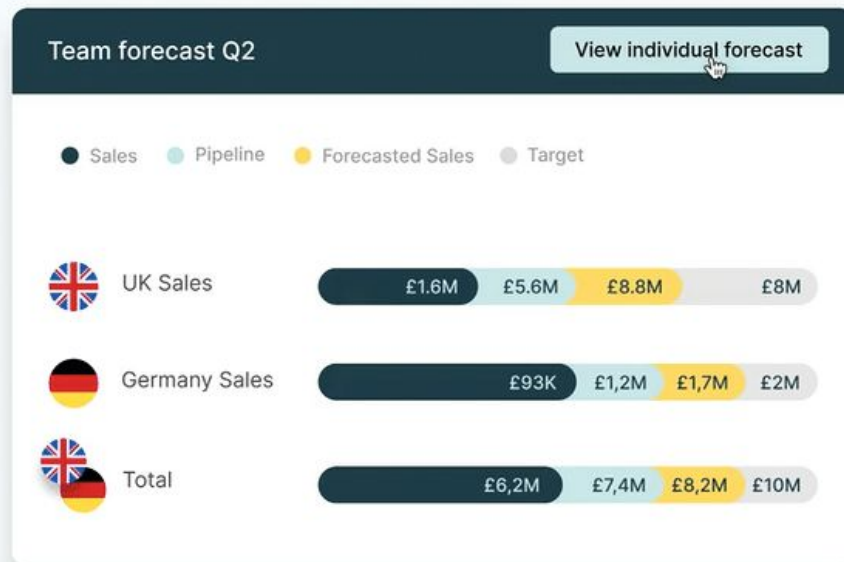 Team forecast Q2 View individual forecast
Sales Pipeline Forecasted Sales Target
UK Sales £1.6M £5.6M £8.8M £8M
Germany Sales £93K £1,2M £1,7M £2M
Total £6,2M £7,4M £8,2M £10M